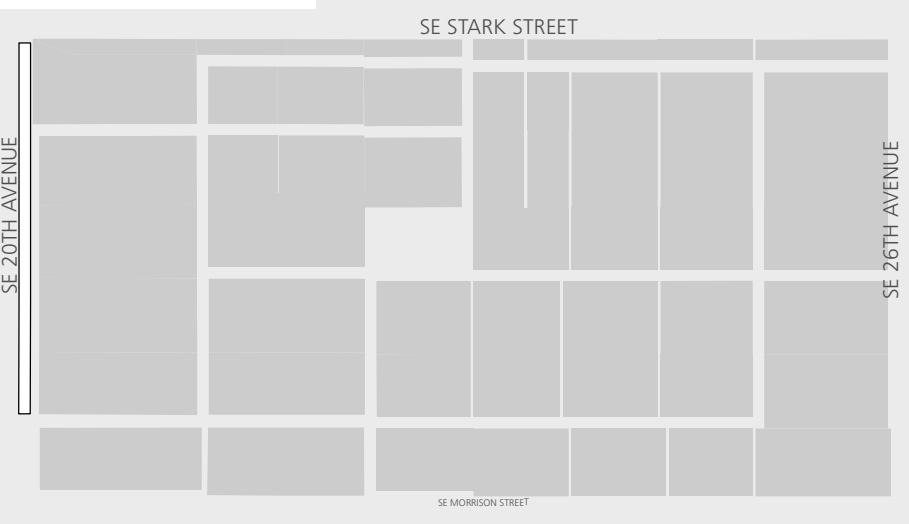 SE STARK STREET
SE 20TH AVENUE
SE 26TH AVENUE
SE MORRISON STREET